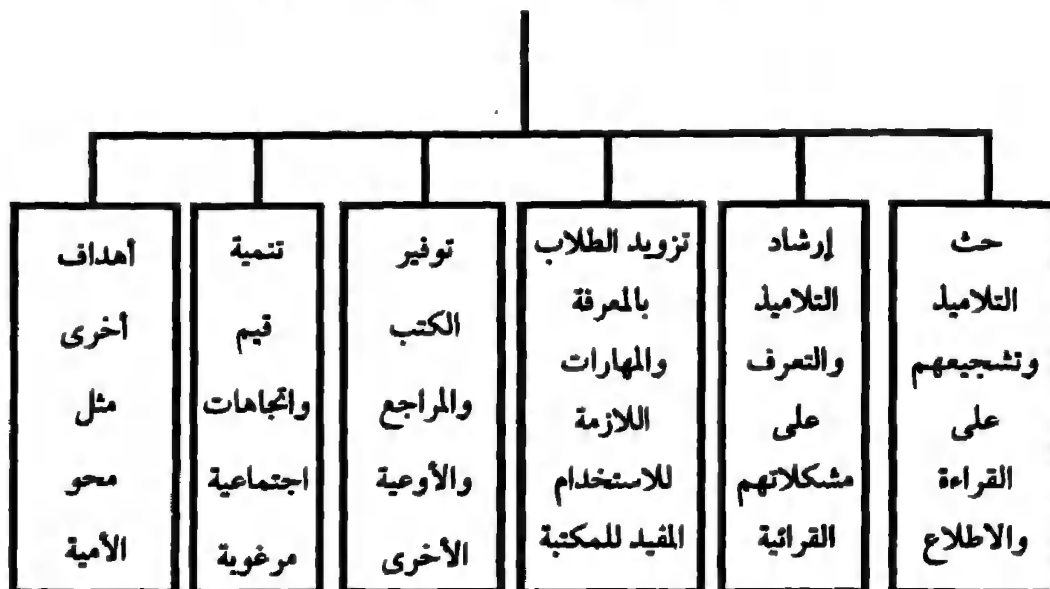 حث
التلاميذ
وتشجيعهم
على
القراءة
والاطلاع
إرشاد
التلاميذ
والتعرف
على
مشكلاتهم
القرائية
تزويد الطلاب
بالمعرفة
والمهارات
اللازمة
للاستخدام
المفيد للمكتبة
توفير
الكتب
والمراجع
والأوعية
الأخرى
تنمية
قيم
واتجاهات
اجتماعية
مرغوبة
أهداف
أخرى
مثل
محو
الأمية